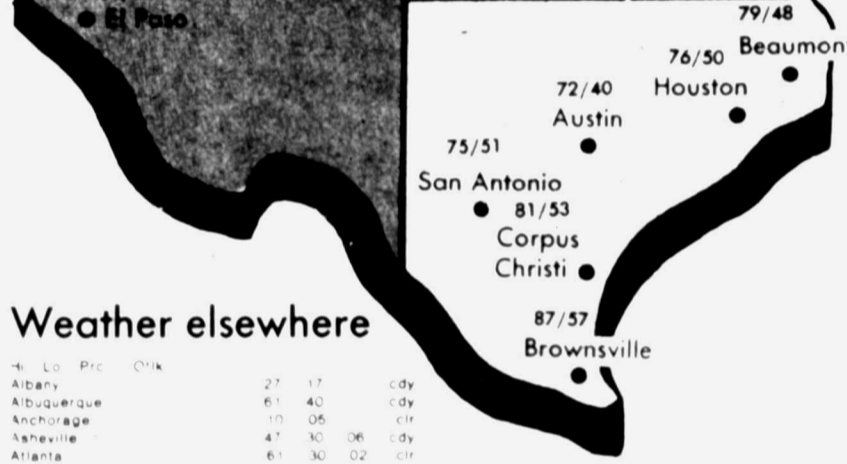 El Paso
79/48
Beaumont
76/50
Houston
72/40
Austin
75/51
San Antonio
81/53
Corpus
Christi
87/57
Brownsville
Weather elsewhere
Hi Lo Prc Otlk
Albany 27 17 cdy
Albuquerque 61 40 cdy
Anchorage 10 05 clr
Asheville 47 30 06 cdy
Atlanta 61 30 02 clr